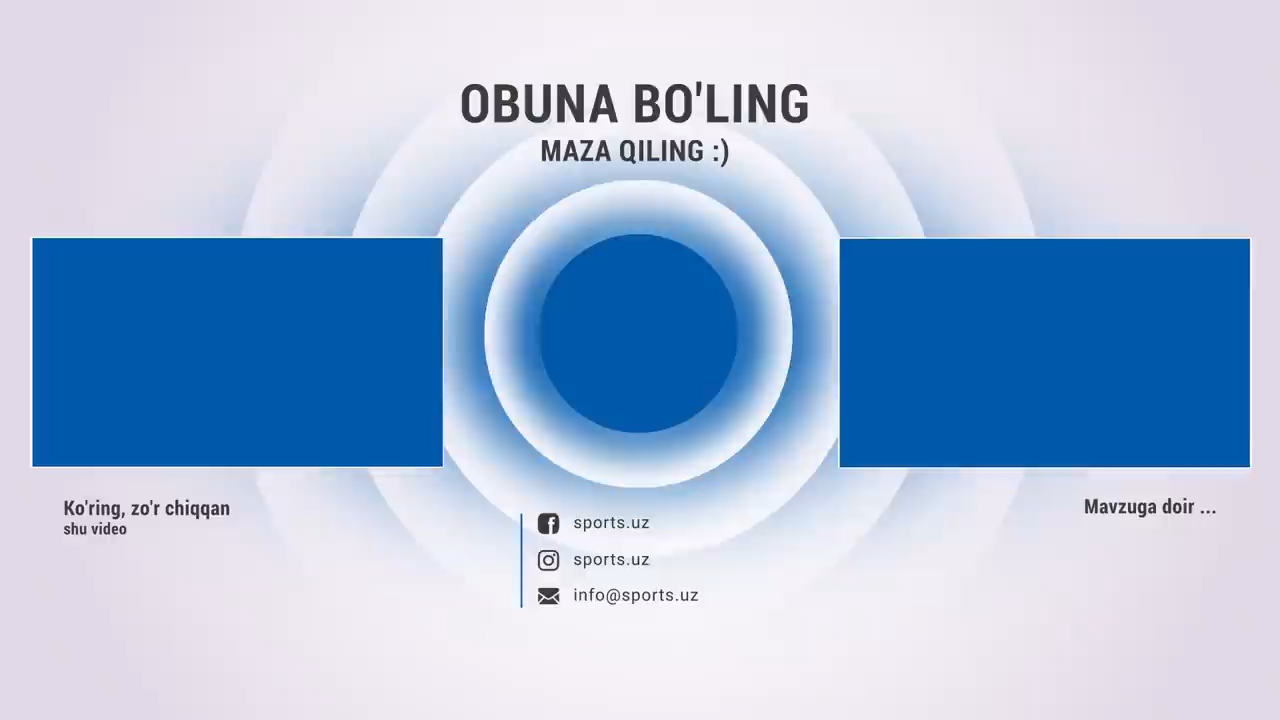 OBUNA BO'LING
MAZA QILING :)
Ko'ring, zo'r chiqqan
shu video
Mavzuga doir ...
sports.uz
sports.uz
info@sports.uz